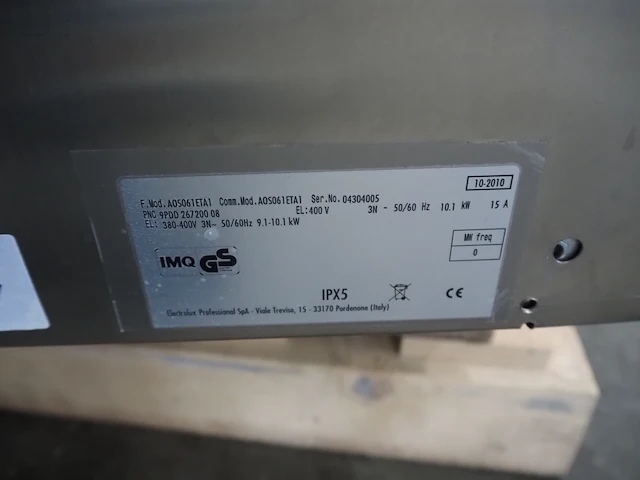 10-2010
F.Mod. AOS061ETA1 Comm.Mod. AOS061ETA1 Ser.No. 04304005
PNC 9PDD 267200 08 EL: 400 V 3N - 50/60 Hz 10.1 kW 15 A
EL: 380-400V 3N~ 50/60Hz 9.1-10.1 kW
MW freq
0
IMQ GS
IPX5 CE
Electrolux Professional SpA - Viale Treviso, 15 - 33170 Pordenone (Italy)